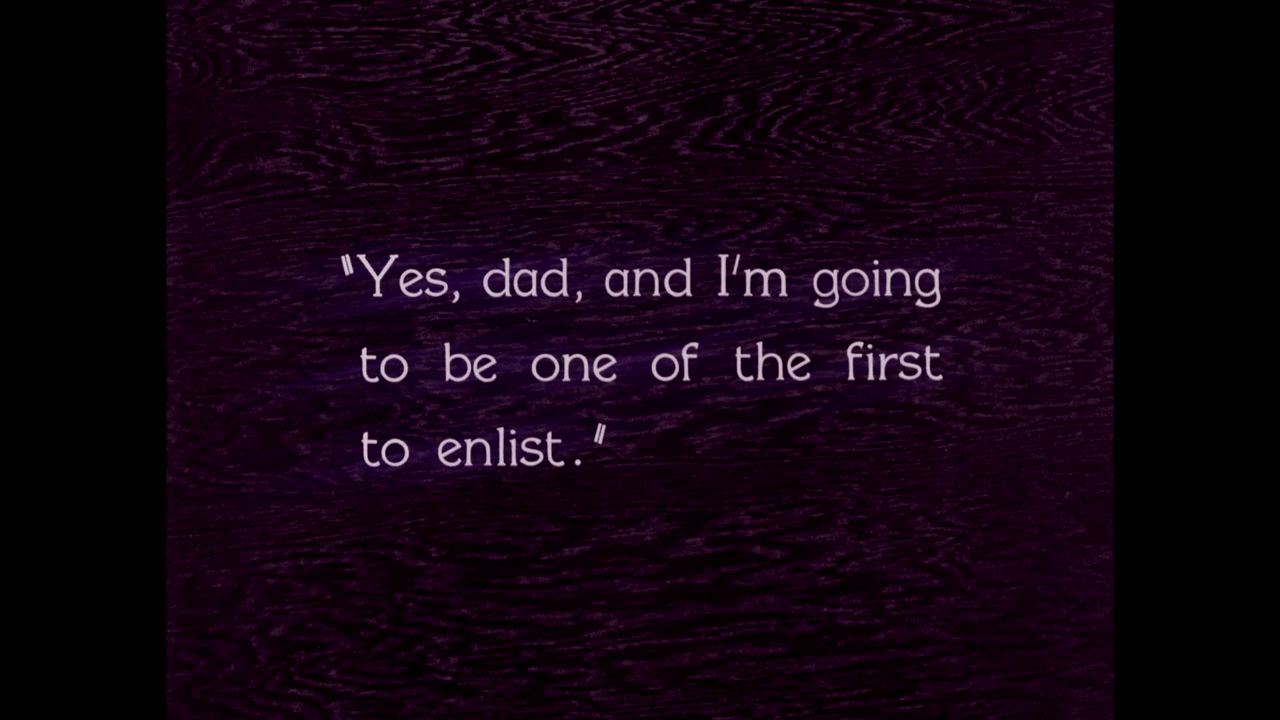 "Yes, dad, and I'm going
to be one of the first
to enlist."